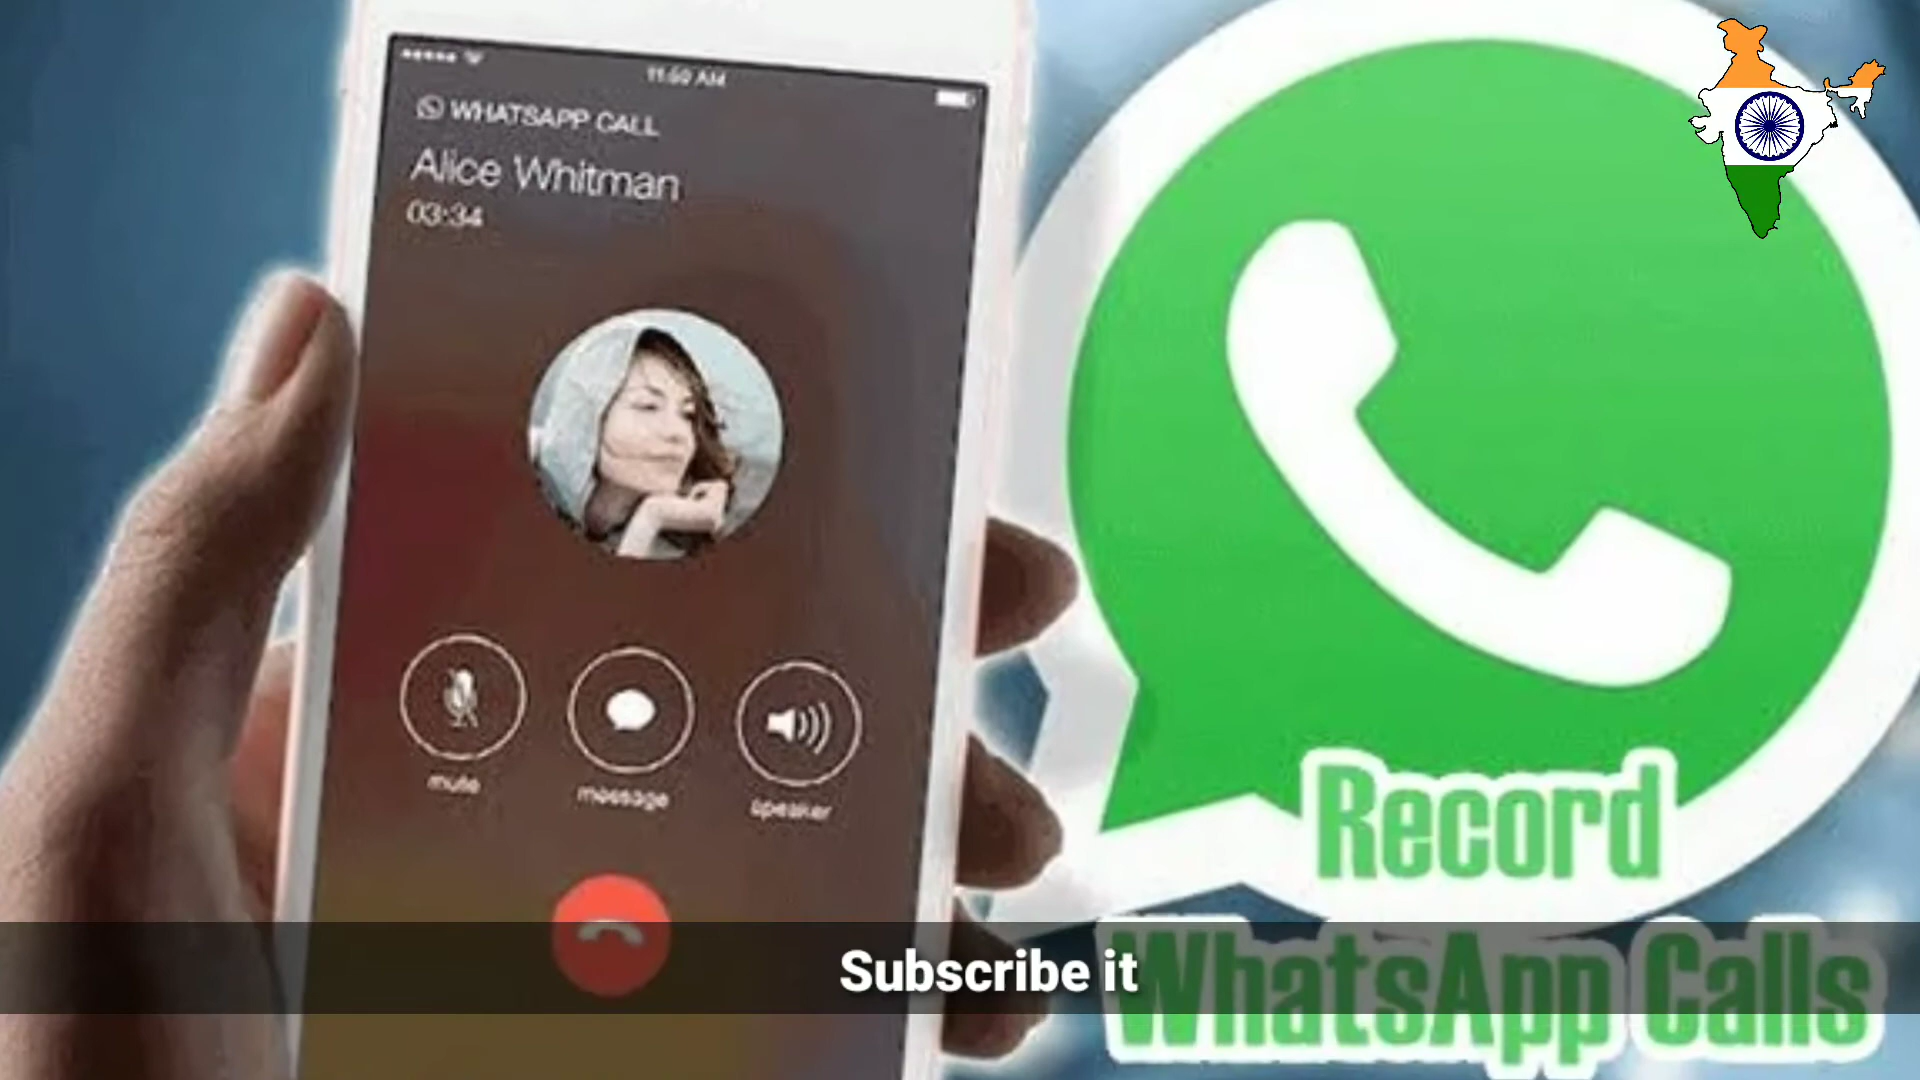 11:50 AM
WHATSAPP CALL
Alice Whitman
03:34
mute
message
speaker
Record
WhatsApp Calls
Subscribe it